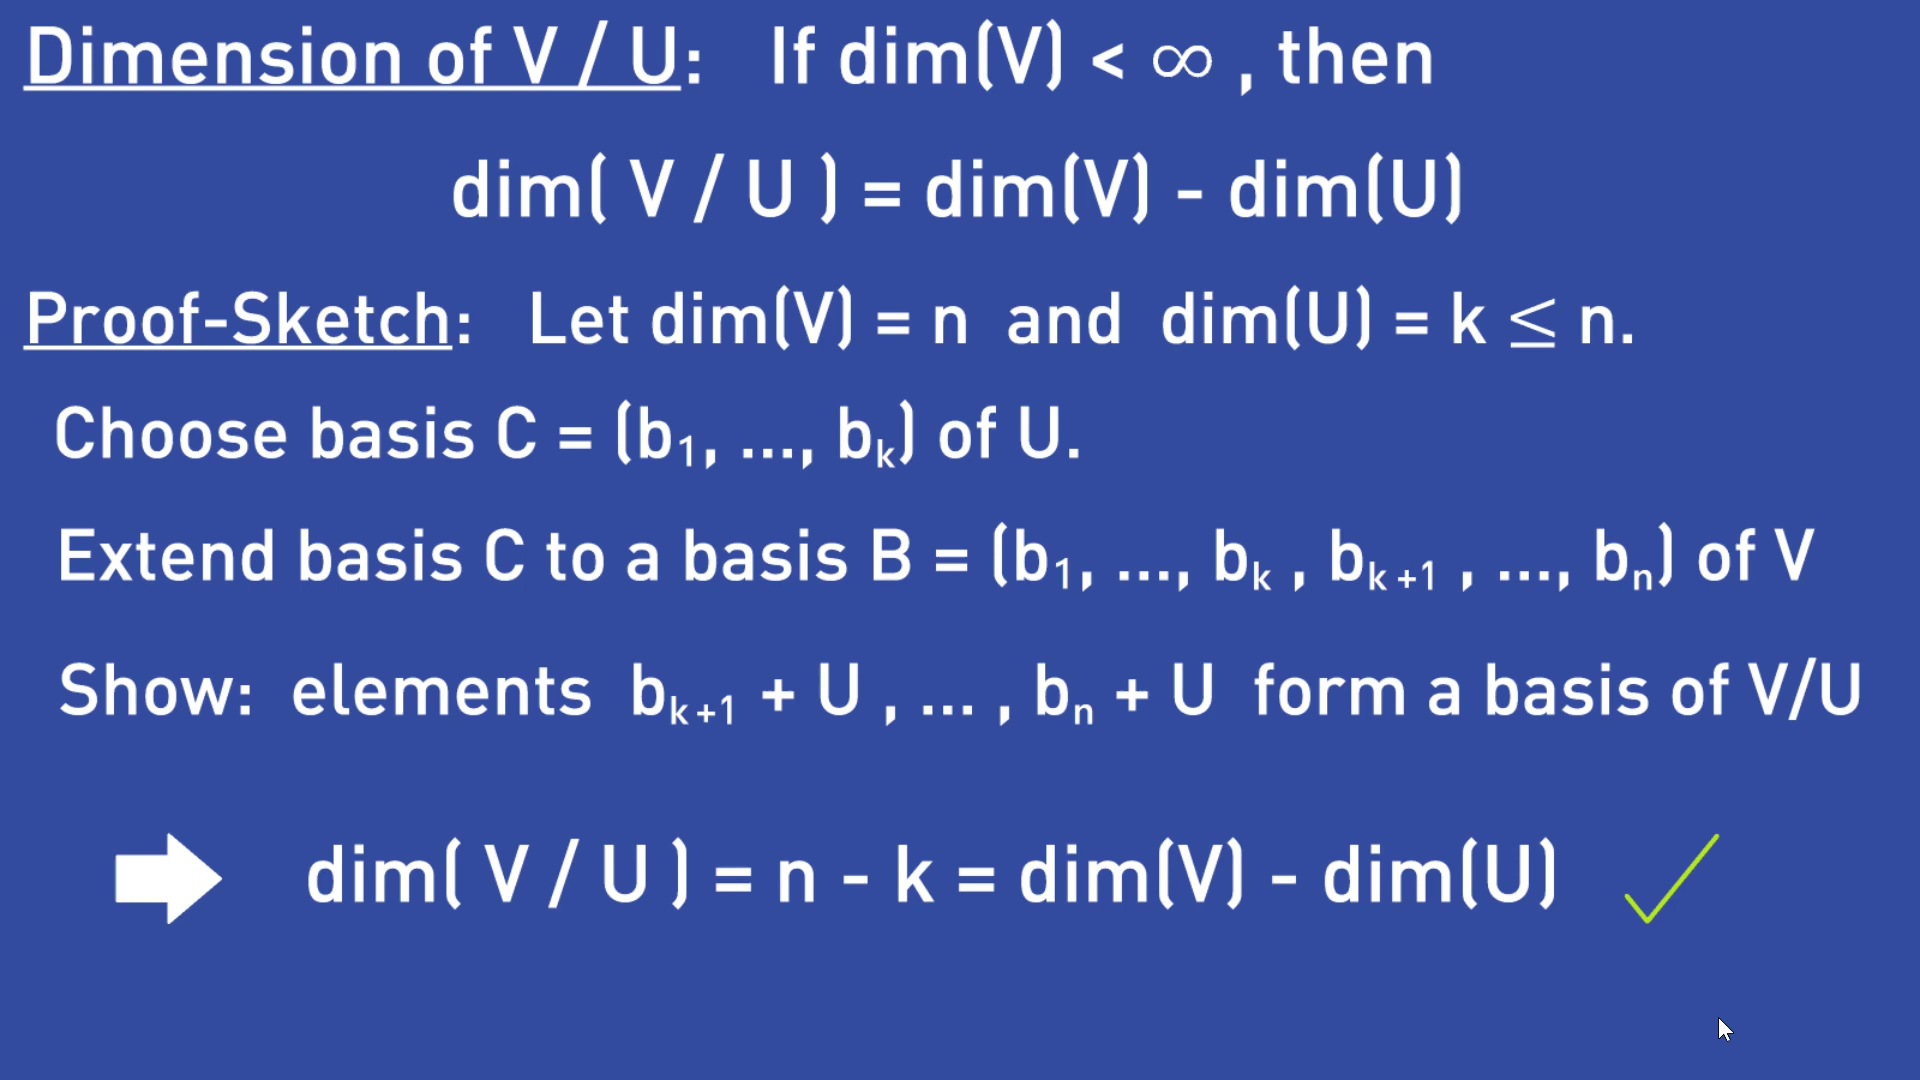 Dimension of V / U: If dim(V) < ∞ , then
dim( V / U ) = dim(V) - dim(U)
Proof-Sketch: Let dim(V) = n and dim(U) = k ≤ n.
Choose basis C = (b₁, ..., bₖ) of U.
Extend basis C to a basis B = (b₁, ..., bₖ , bₖ₊₁ , ..., bₙ) of V
Show: elements bₖ₊₁ + U , ... , bₙ + U form a basis of V/U
dim( V / U ) = n - k = dim(V) - dim(U)